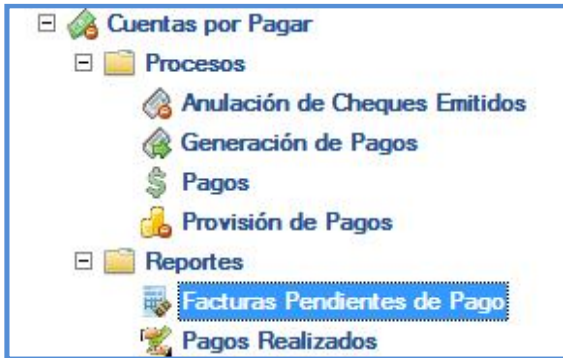 Cuentas por Pagar
Procesos
Anulación de Cheques Emitidos
Generación de Pagos
Pagos
Provisión de Pagos
Reportes
Facturas Pendientes de Pago
Pagos Realizados